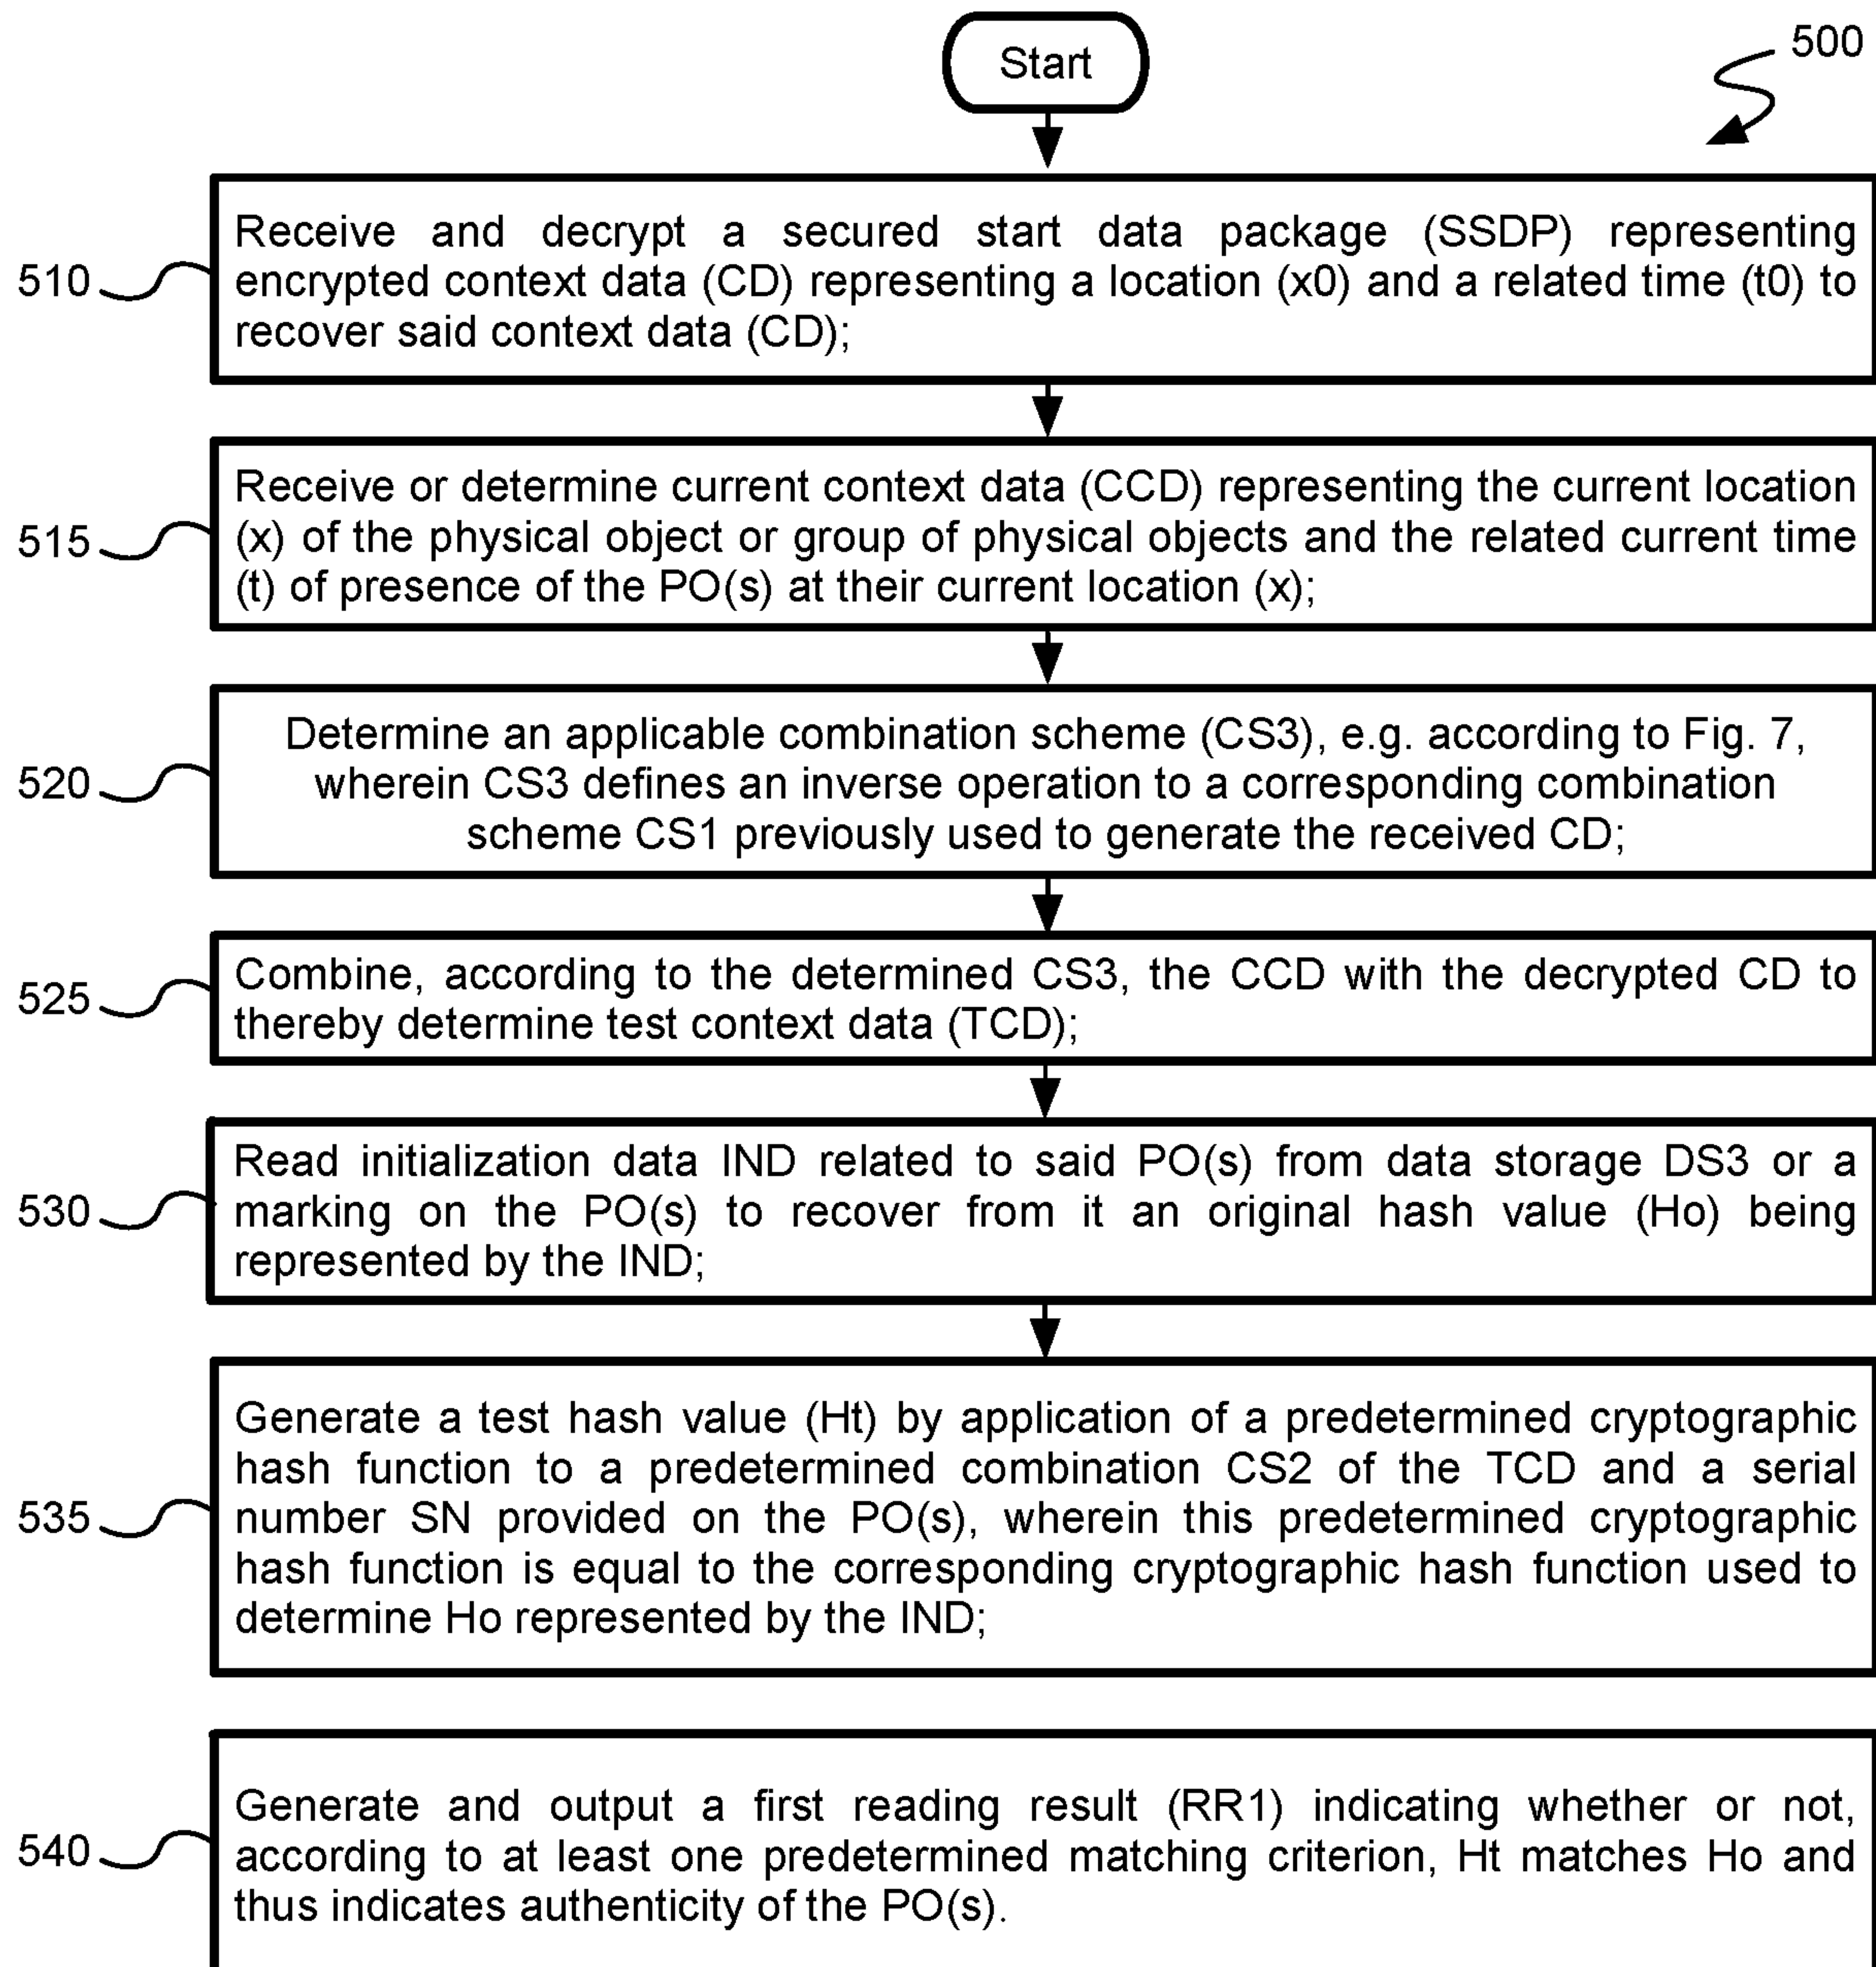 Start
500
510
Receive and decrypt a secured start data package (SSDP) representing
encrypted context data (CD) representing a location (x0) and a related time (t0) to
recover said context data (CD);
515
Receive or determine current context data (CCD) representing the current location
(x) of the physical object or group of physical objects and the related current time
(t) of presence of the PO(s) at their current location (x);
520
Determine an applicable combination scheme (CS3), e.g. according to Fig. 7,
wherein CS3 defines an inverse operation to a corresponding combination
scheme CS1 previously used to generate the received CD;
525
Combine, according to the determined CS3, the CCD with the decrypted CD to
thereby determine test context data (TCD);
530
Read initialization data IND related to said PO(s) from data storage DS3 or a
marking on the PO(s) to recover from it an original hash value (Ho) being
represented by the IND;
535
Generate a test hash value (Ht) by application of a predetermined cryptographic
hash function to a predetermined combination CS2 of the TCD and a serial
number SN provided on the PO(s), wherein this predetermined cryptographic
hash function is equal to the corresponding cryptographic hash function used to
determine Ho represented by the IND;
540
Generate and output a first reading result (RR1) indicating whether or not,
according to at least one predetermined matching criterion, Ht matches Ho and
thus indicates authenticity of the PO(s).